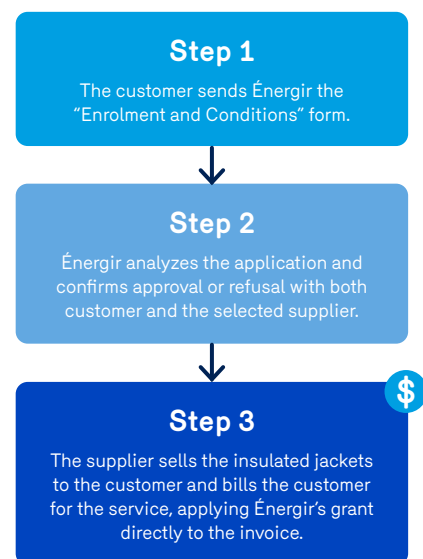 Step 1
The customer sends Énergir the
“Enrolment and Conditions” form.
Step 2
Énergir analyzes the application and
confirms approval or refusal with both
customer and the selected supplier.
$
Step 3
The supplier sells the insulated jackets
to the customer and bills the customer
for the service, applying Énergir’s grant
directly to the invoice.